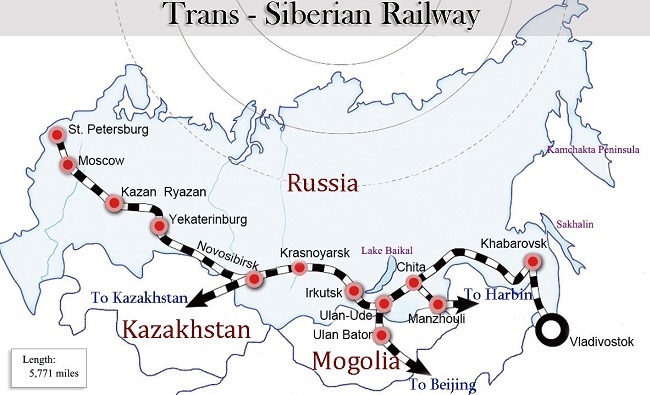 Trans - Siberian Railway
St. Petersburg
Moscow
Kamchakta Peninsula
Russia
Kazan Ryazan
Yekaterinburg
Sakhalin
Novosibirsk
Krasnoyarsk
Lake Baikal
Khabarovsk
Chita
Irkutsk
To Kazakhstan
To Harbin
Ulan-Ude
Manzhouli
Kazakhstan
Ulan Bator
Vladivostok
Mogolia
Length:
5,771 miles
To Beijing